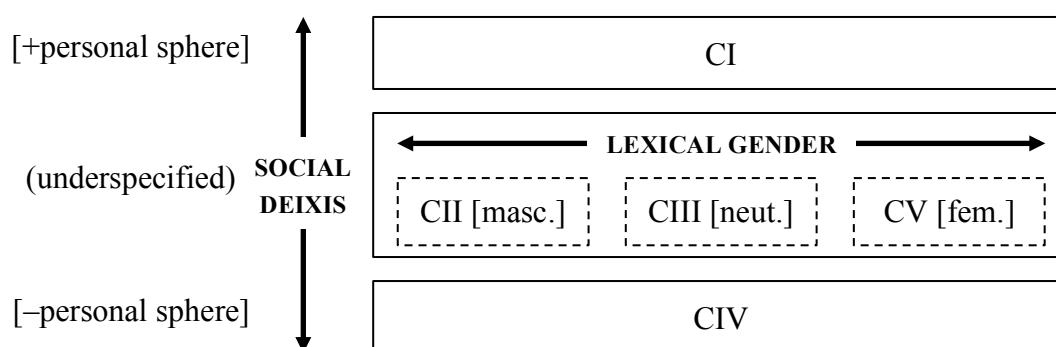 [+personal sphere]
CI
LEXICAL GENDER
(underspecified)
SOCIAL
DEIXIS
CII [masc.]
CIII [neut.]
CV [fem.]
[–personal sphere]
CIV